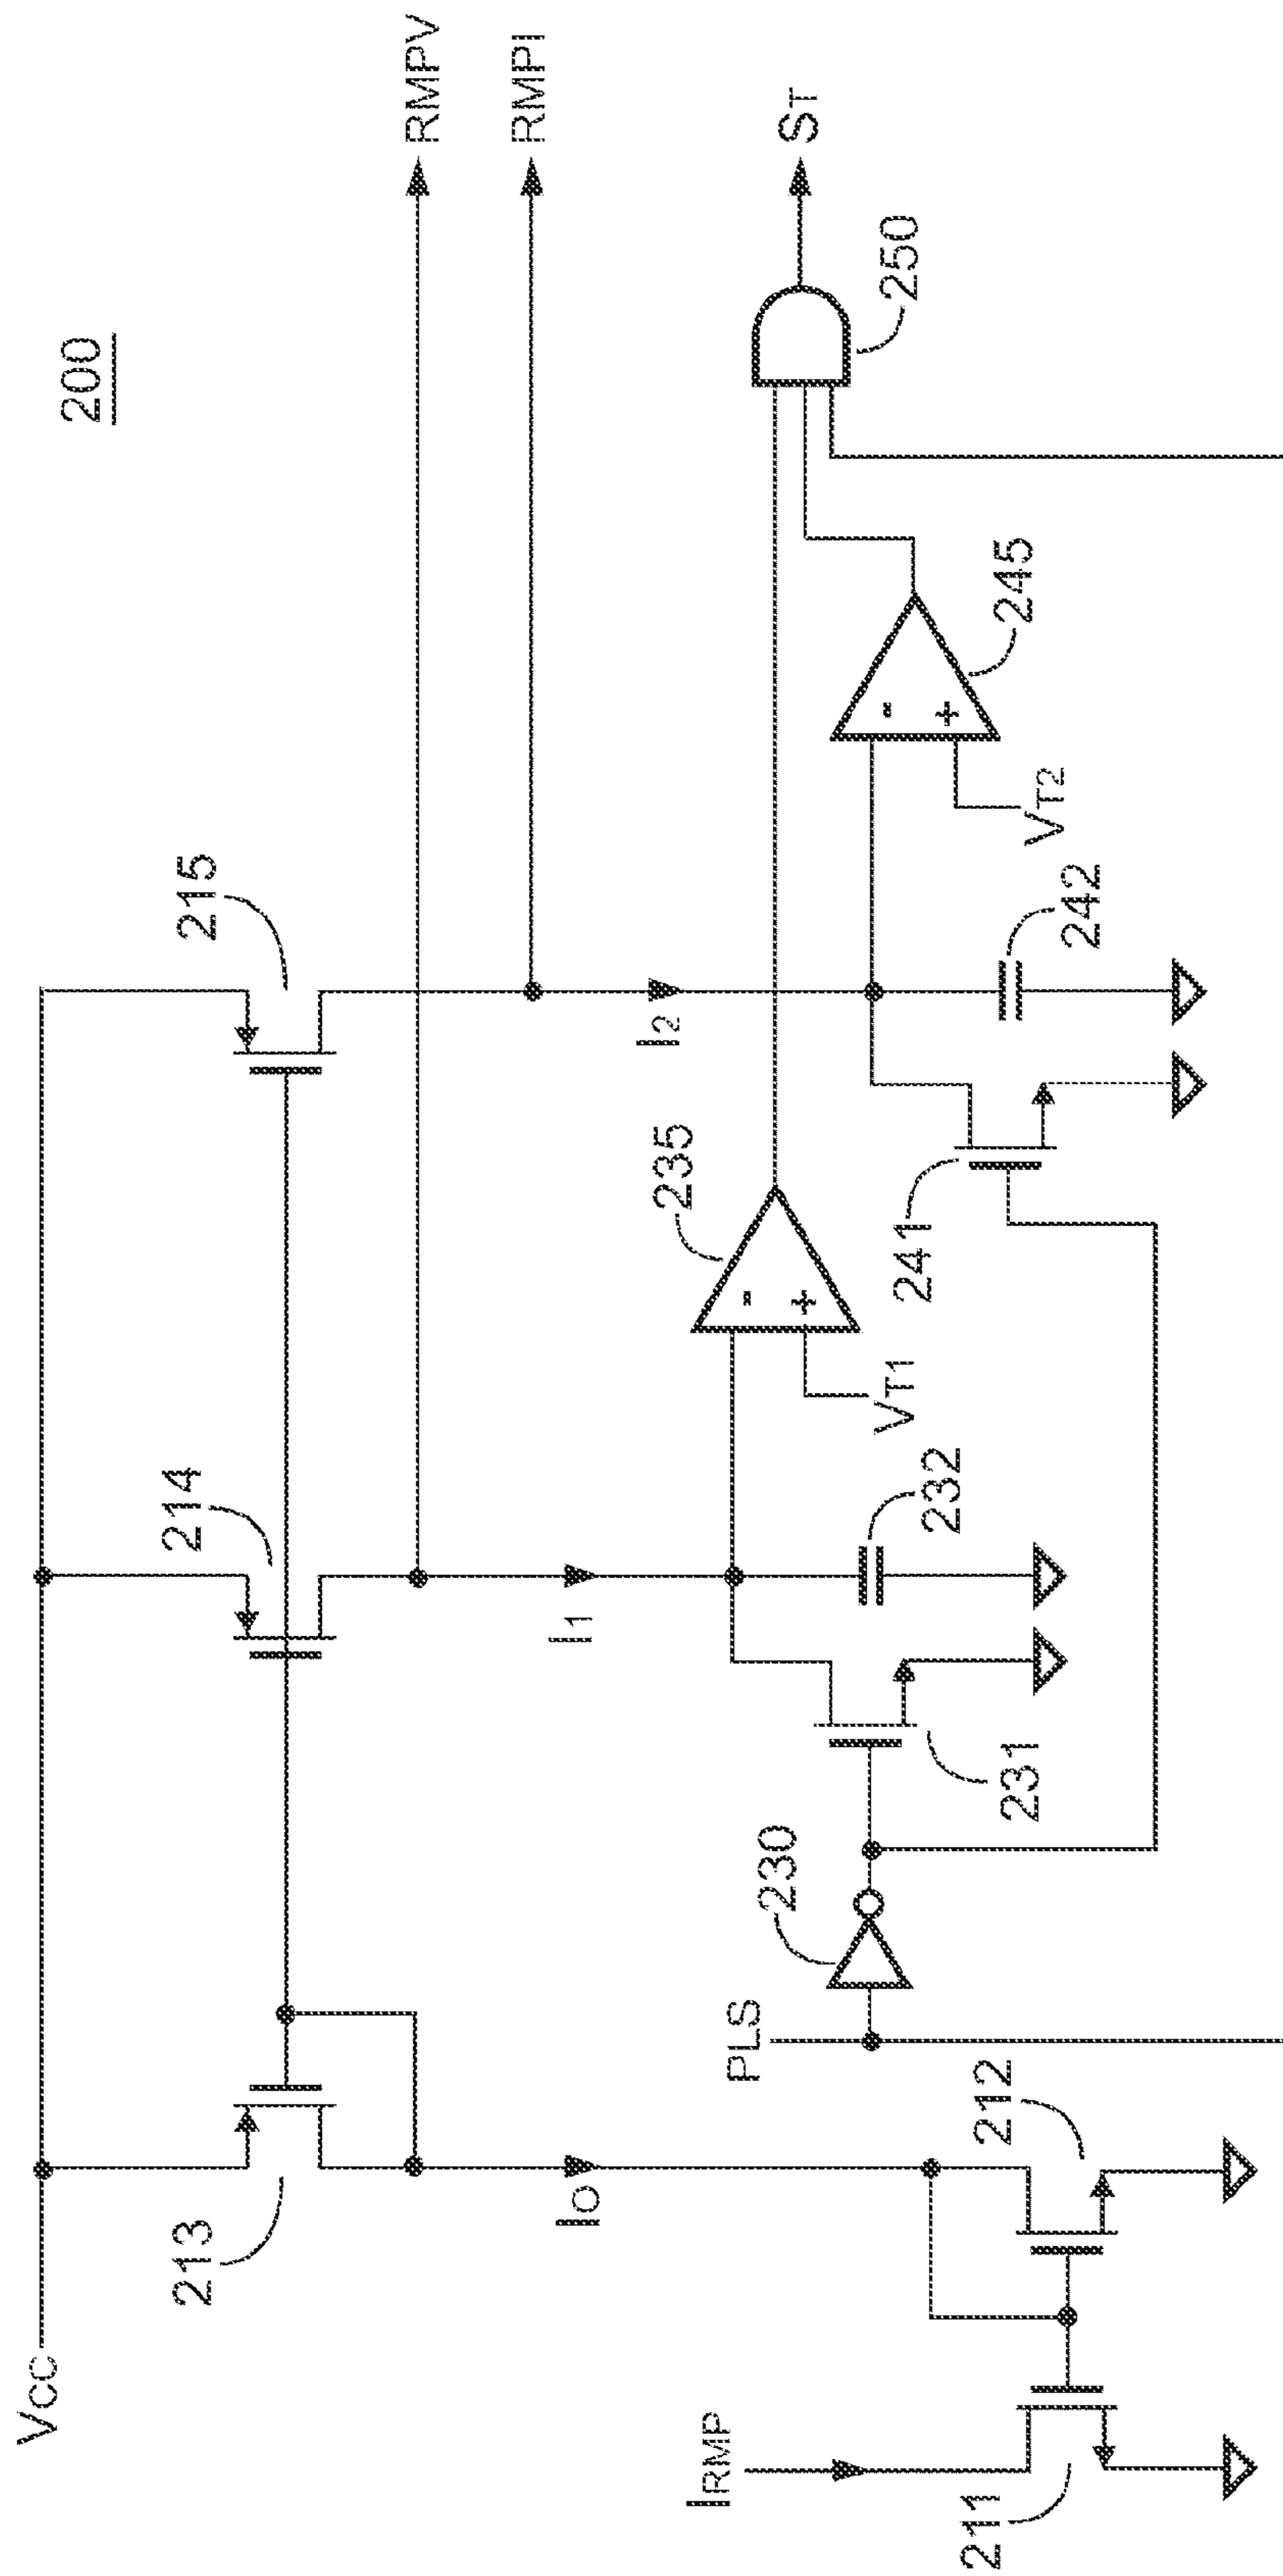 200
VCC
213
214
215
RMPV
RMPI
IO
I1
I2
235
VT1
ST
250
245
VT2
PLS
230
232
242
231
241
IRMP
211
212